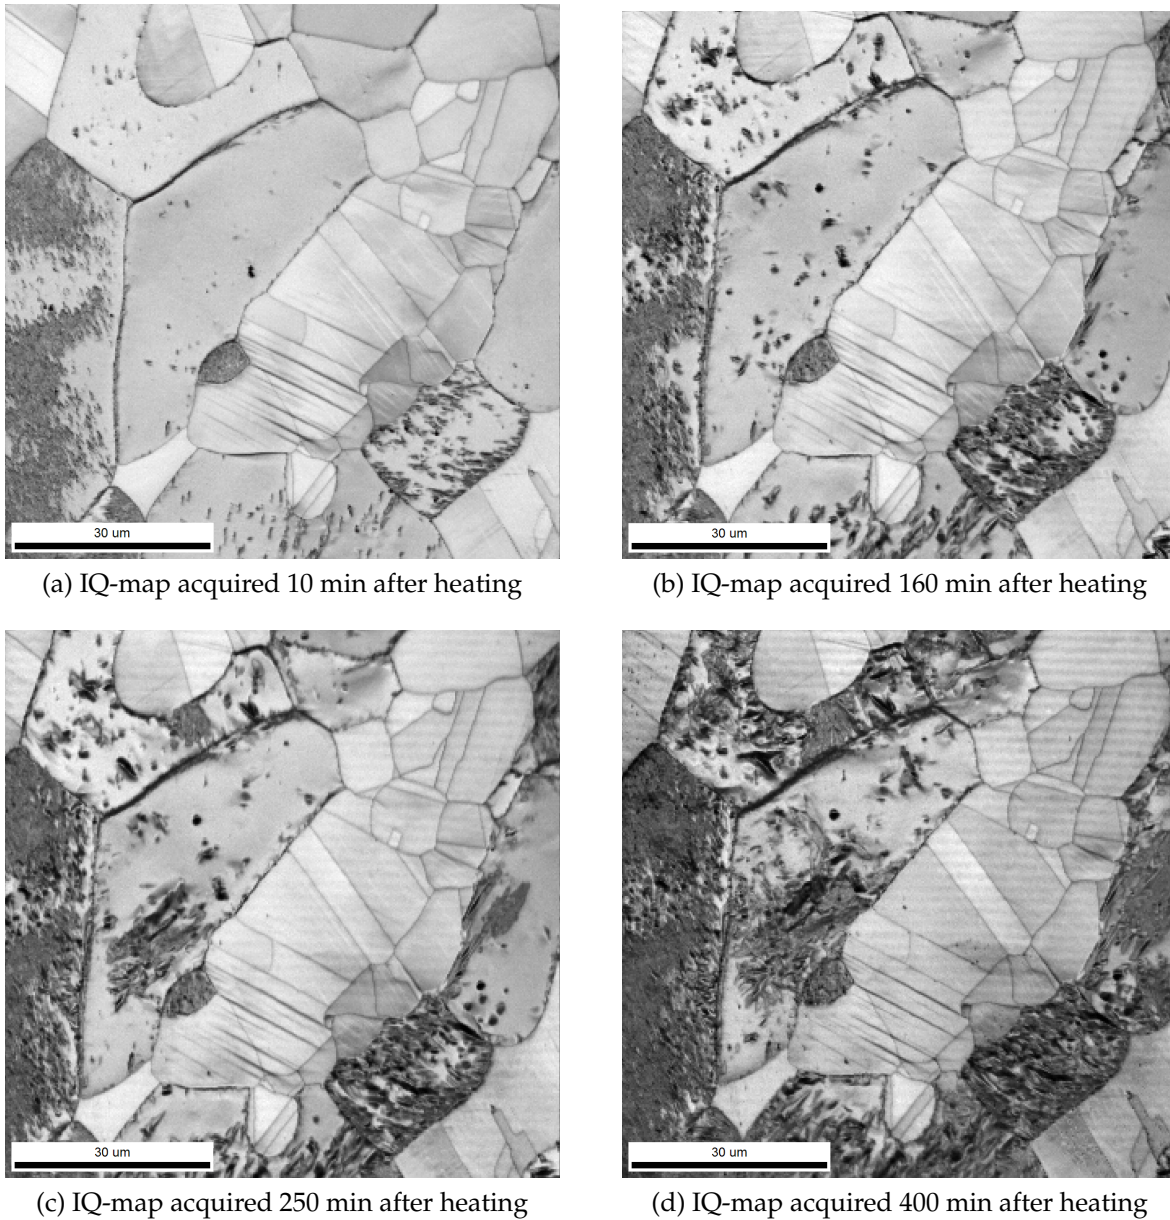 30 um
30 um
(a) IQ-map acquired 10 min after heating
(b) IQ-map acquired 160 min after heating
30 um
30 um
(c) IQ-map acquired 250 min after heating
(d) IQ-map acquired 400 min after heating